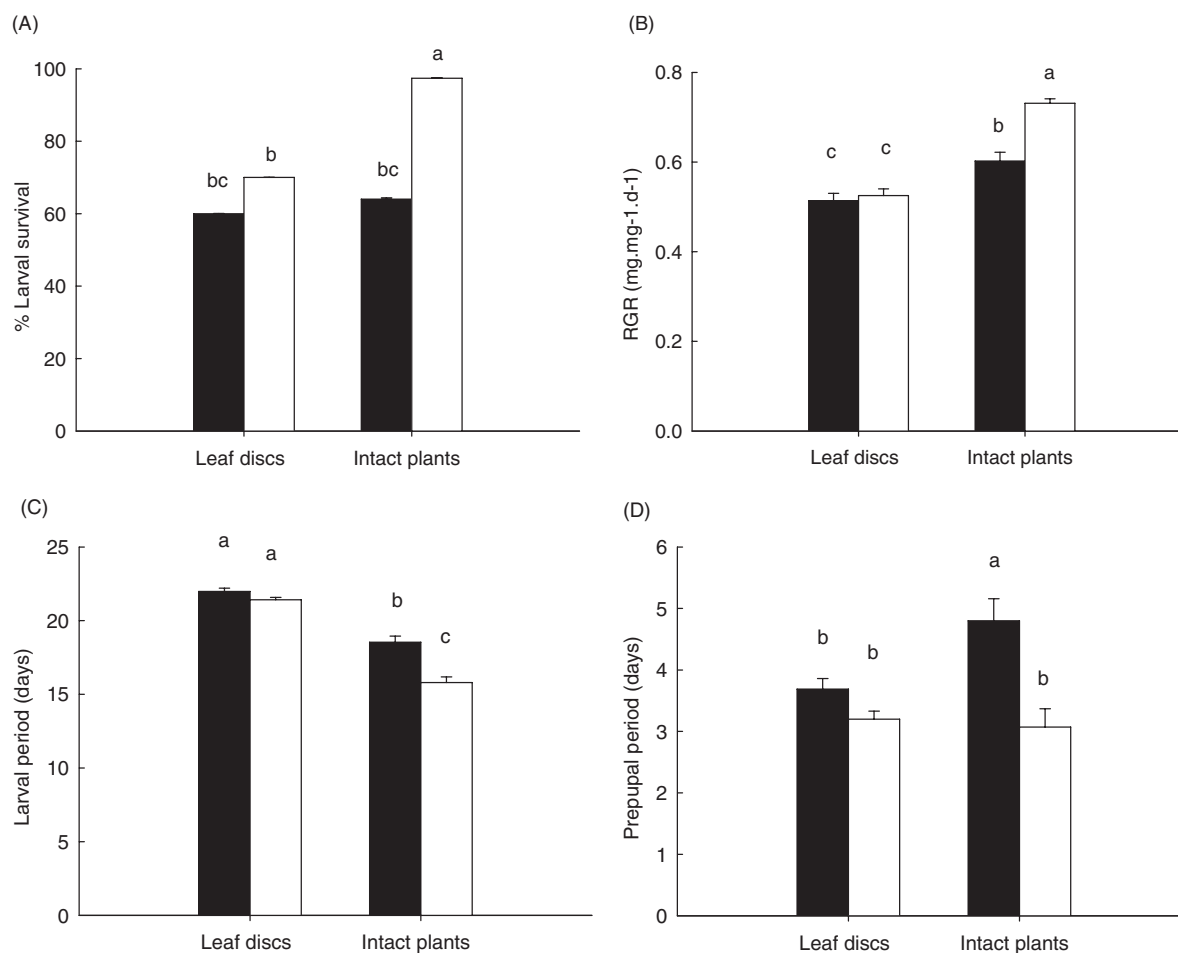 (A)
% Larval survival
100
80
60
40
20
0
bc
b
bc
a
Leaf discs
Intact plants
(B)
RGR (mg.mg-1.d-1)
0.8
0.6
0.4
0.2
0.0
c
c
b
a
Leaf discs
Intact plants
(C)
Larval period (days)
25
20
15
10
5
0
a
a
b
c
Leaf discs
Intact plants
(D)
Prepupal period (days)
6
5
4
3
2
1
0
b
b
a
b
Leaf discs
Intact plants